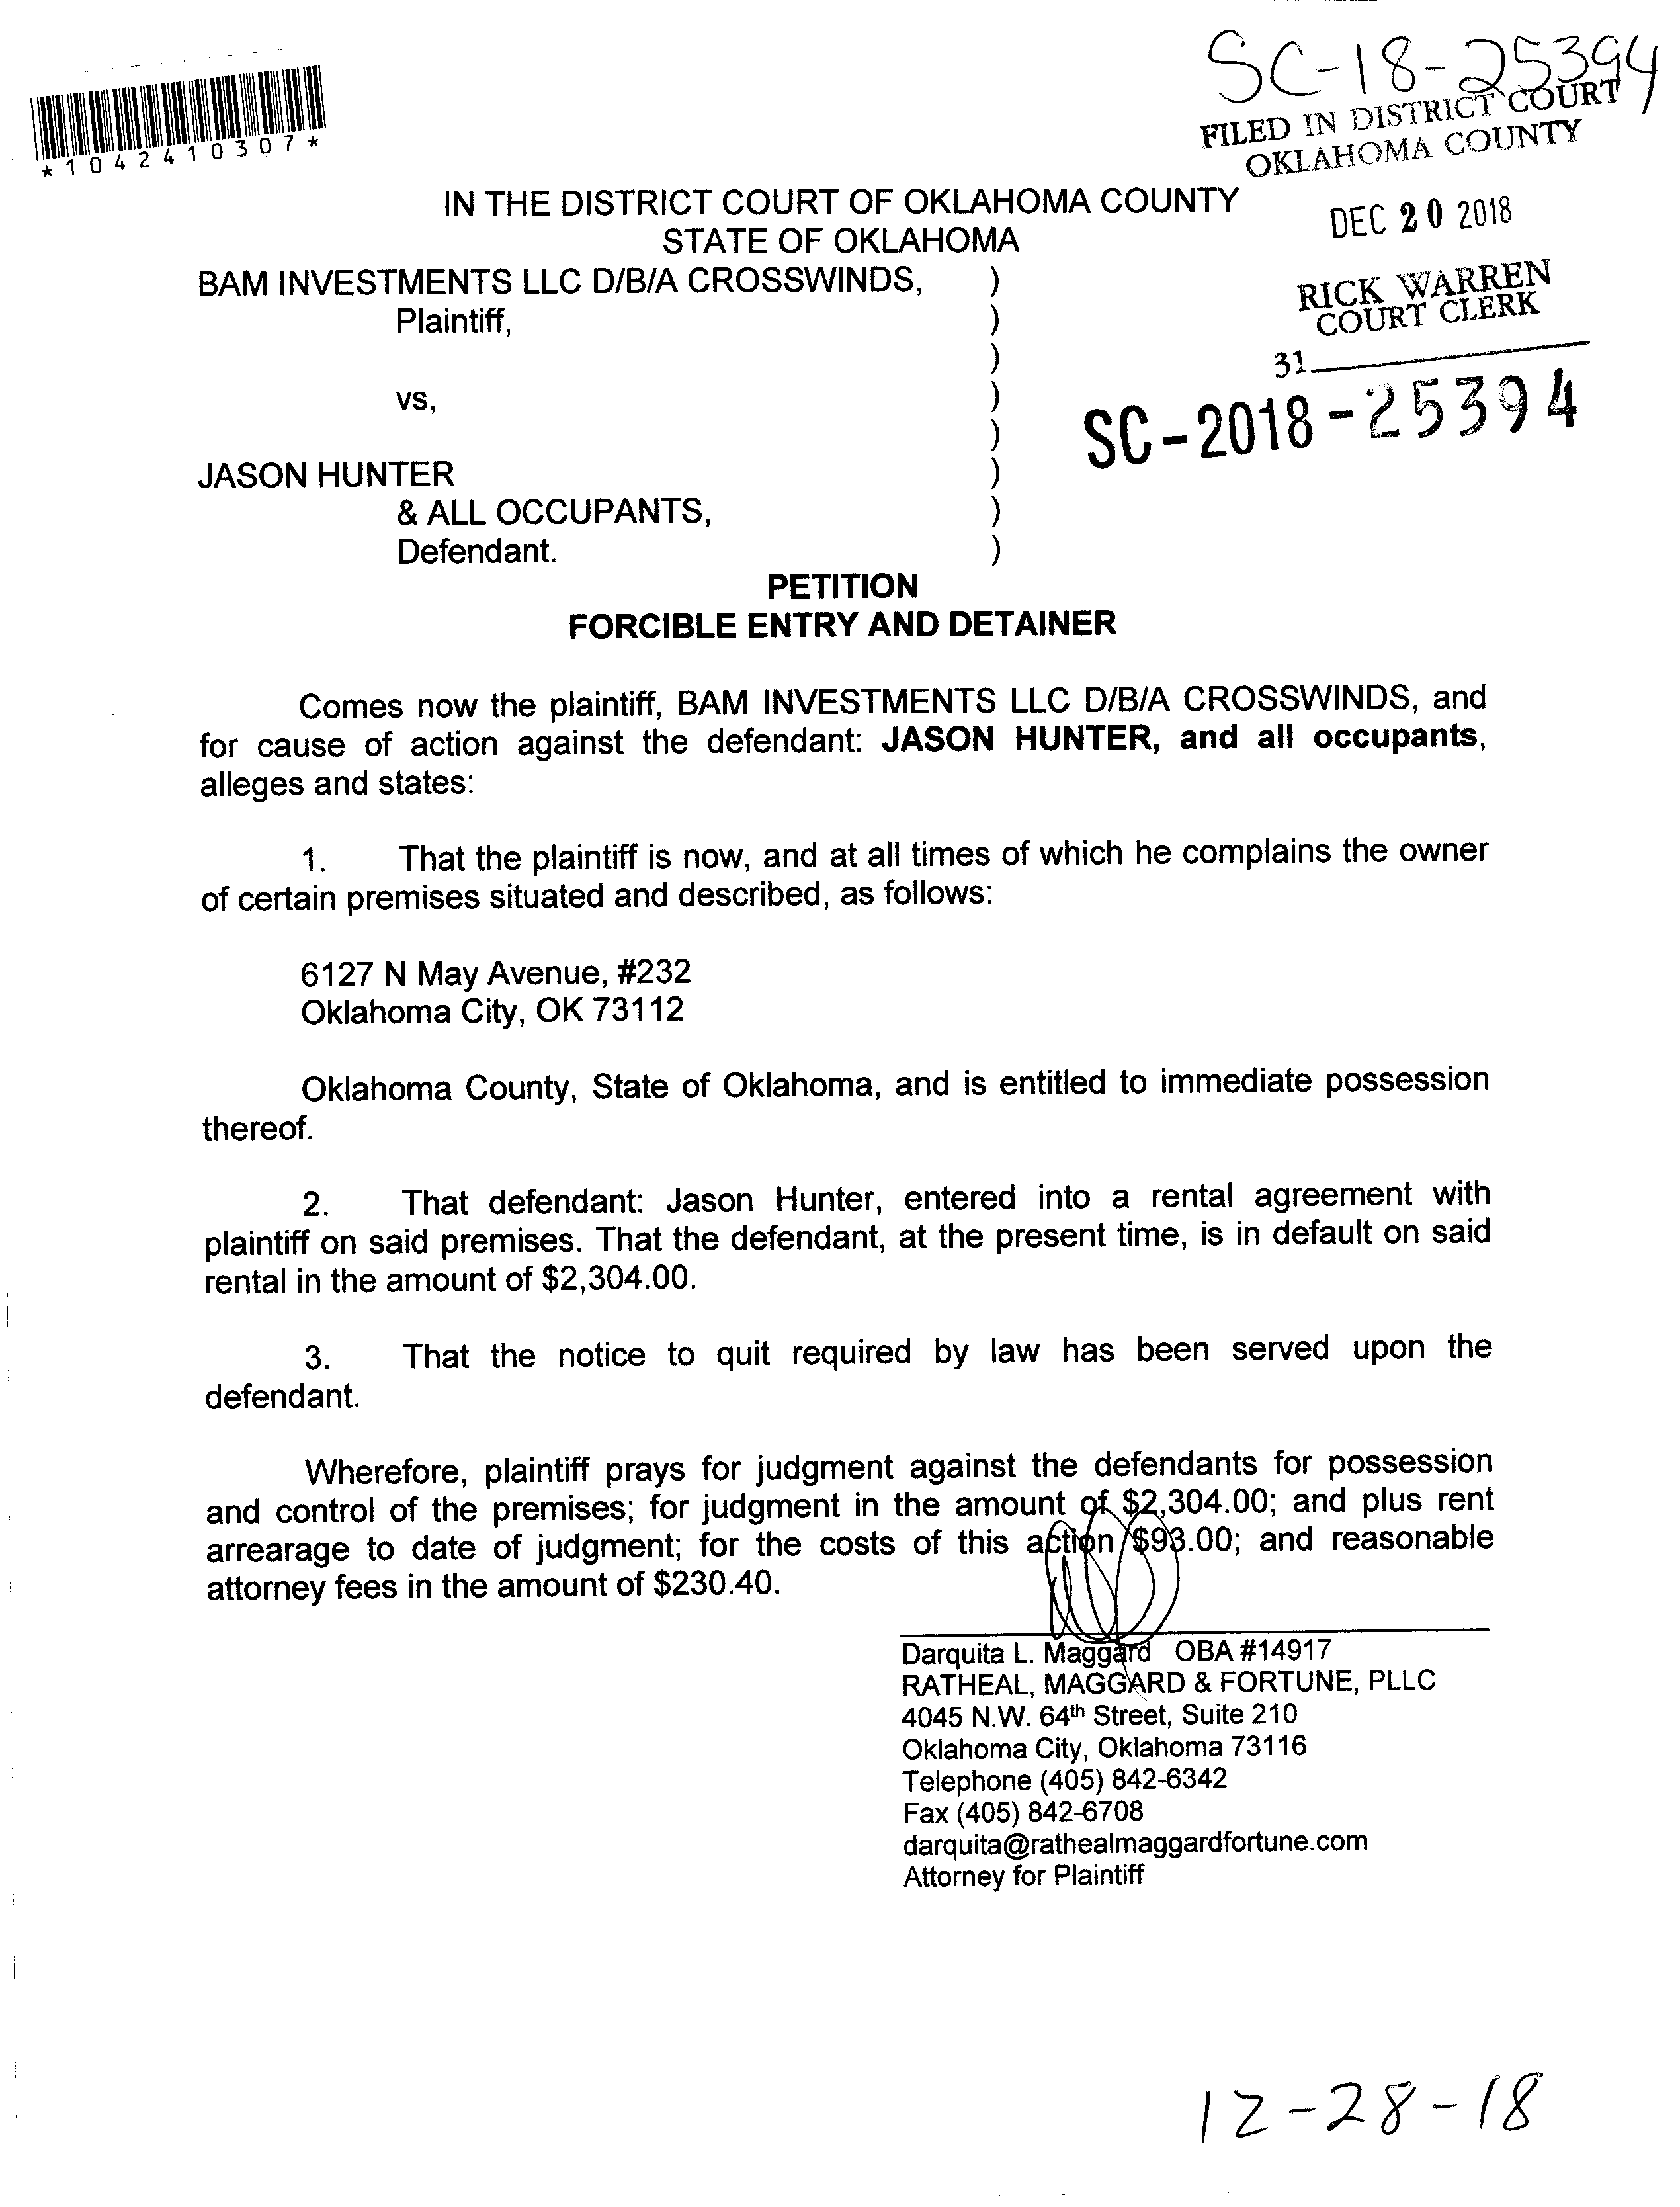 SC-18-25394
FILED IN DISTRICT COURT
OKLAHOMA COUNTY
*1042410307*
IN THE DISTRICT COURT OF OKLAHOMA COUNTY
STATE OF OKLAHOMA
DEC 20 2018
BAM INVESTMENTS LLC D/B/A CROSSWINDS, )
Plaintiff, )
)
RICK WARREN
COURT CLERK
31
vs, )
)
SC-2018-25394
JASON HUNTER )
& ALL OCCUPANTS, )
Defendant. )
PETITION
FORCIBLE ENTRY AND DETAINER
Comes now the plaintiff, BAM INVESTMENTS LLC D/B/A CROSSWINDS, and
for cause of action against the defendant: JASON HUNTER, and all occupants,
alleges and states:
1. That the plaintiff is now, and at all times of which he complains the owner
of certain premises situated and described, as follows:
6127 N May Avenue, #232
Oklahoma City, OK 73112
Oklahoma County, State of Oklahoma, and is entitled to immediate possession
thereof.
2. That defendant: Jason Hunter, entered into a rental agreement with
plaintiff on said premises. That the defendant, at the present time, is in default on said
rental in the amount of $2,304.00.
3. That the notice to quit required by law has been served upon the
defendant.
Wherefore, plaintiff prays for judgment against the defendants for possession
and control of the premises; for judgment in the amount of $2,304.00; and plus rent
arrearage to date of judgment; for the costs of this action $93.00; and reasonable
attorney fees in the amount of $230.40.
Darquita L. Maggard OBA #14917
RATHEAL, MAGGARD & FORTUNE, PLLC
4045 N.W. 64th Street, Suite 210
Oklahoma City, Oklahoma 73116
Telephone (405) 842-6342
Fax (405) 842-6708
darquita@rathealmaggardfortune.com
Attorney for Plaintiff
12-28-18